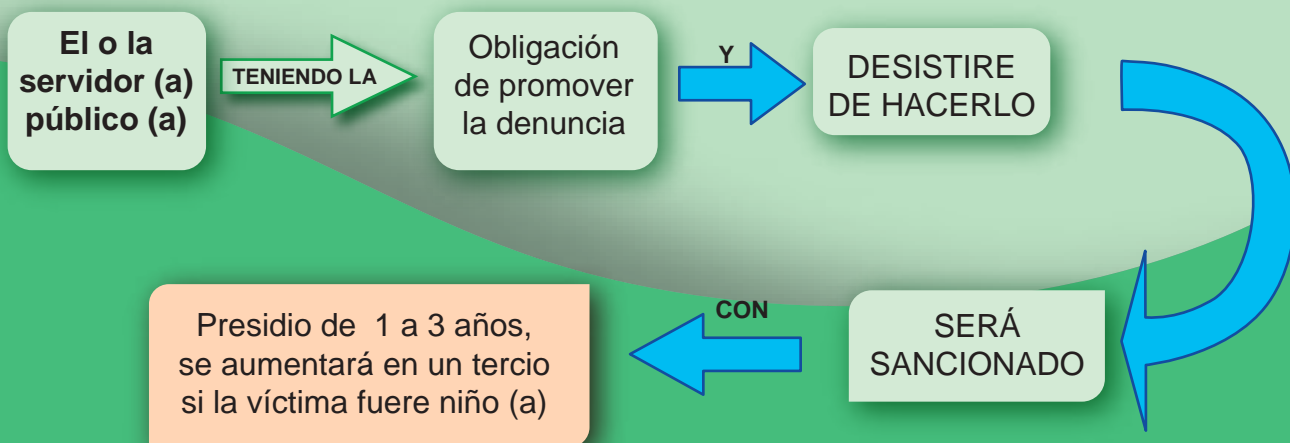 El o la
servidor (a)
público (a)
TENIENDO LA
Obligación
de promover
la denuncia
Y
DESISTIRE
DE HACERLO
SERÁ
SANCIONADO
CON
Presidio de 1 a 3 años,
se aumentará en un tercio
si la víctima fuere niño (a)